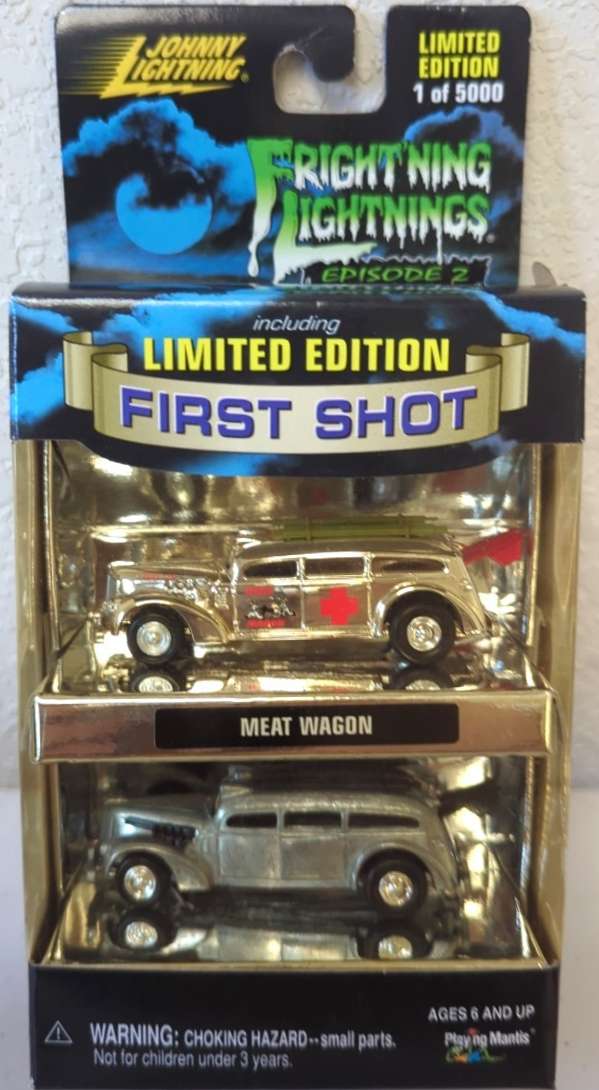 JOHNNY
LIGHTNING®
LIMITED
EDITION
1 of 5000
FRIGHT'NING
LIGHTNINGS®
EPISODE 2
including
LIMITED EDITION
FIRST SHOT
MEAT WAGON
AGES 6 AND UP
WARNING: CHOKING HAZARD--small parts.
Not for children under 3 years.
Playing Mantis